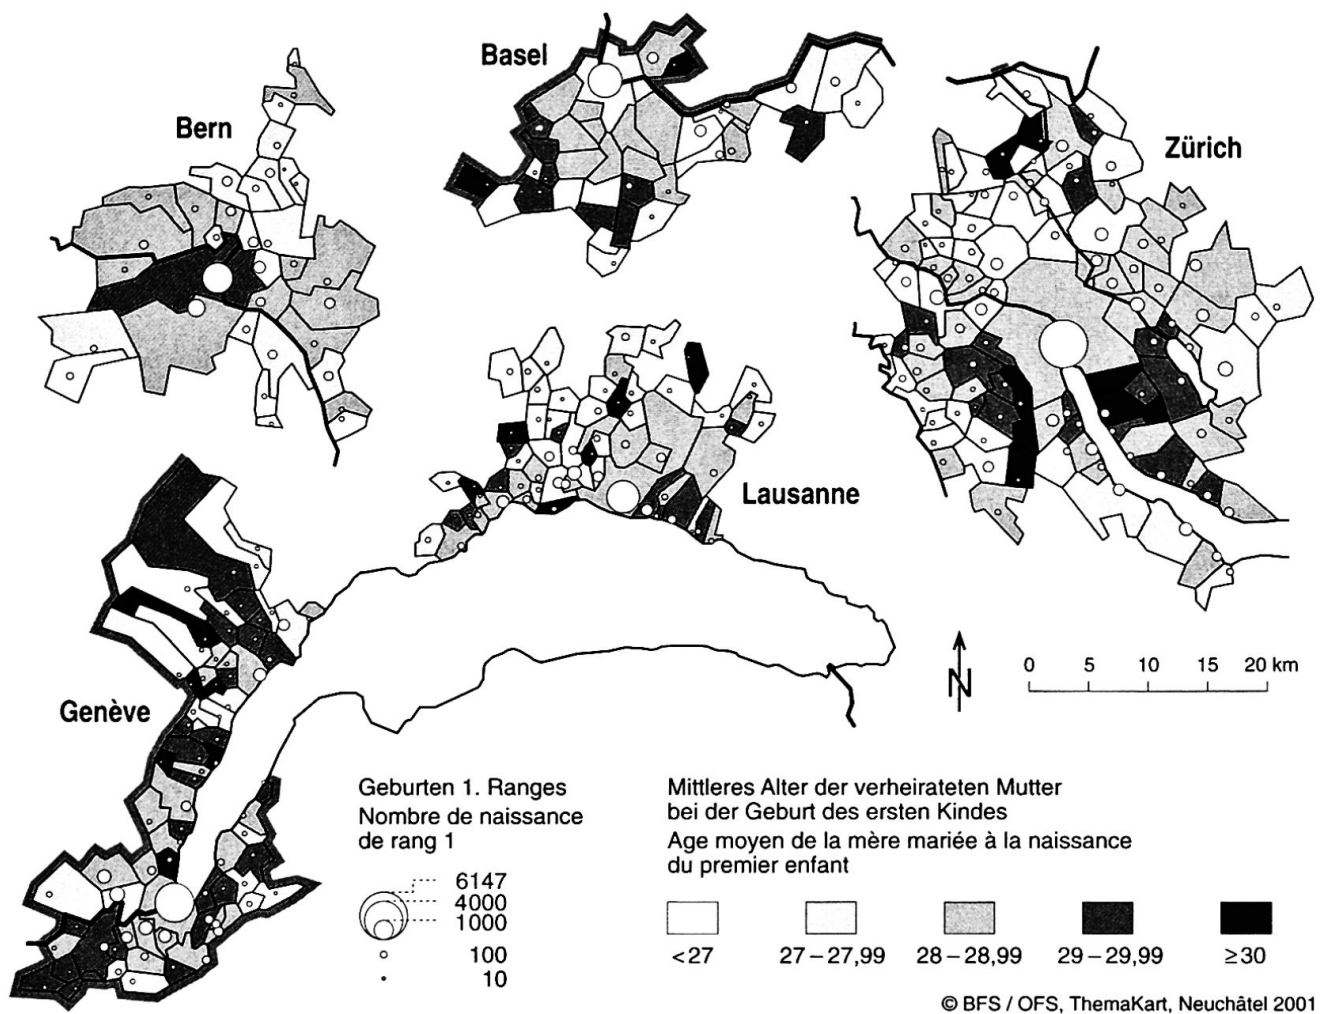 Basel
Bern
Zürich
Lausanne
Genève
N
0 5 10 15 20 km
Geburten 1. Ranges
Nombre de naissance
de rang 1
6147
4000
1000
100
10
Mittleres Alter der verheirateten Mutter
bei der Geburt des ersten Kindes
Age moyen de la mère mariée à la naissance
du premier enfant
<27 27–27,99 28–28,99 29–29,99 ≥30
© BFS / OFS, ThemaKart, Neuchâtel 2001